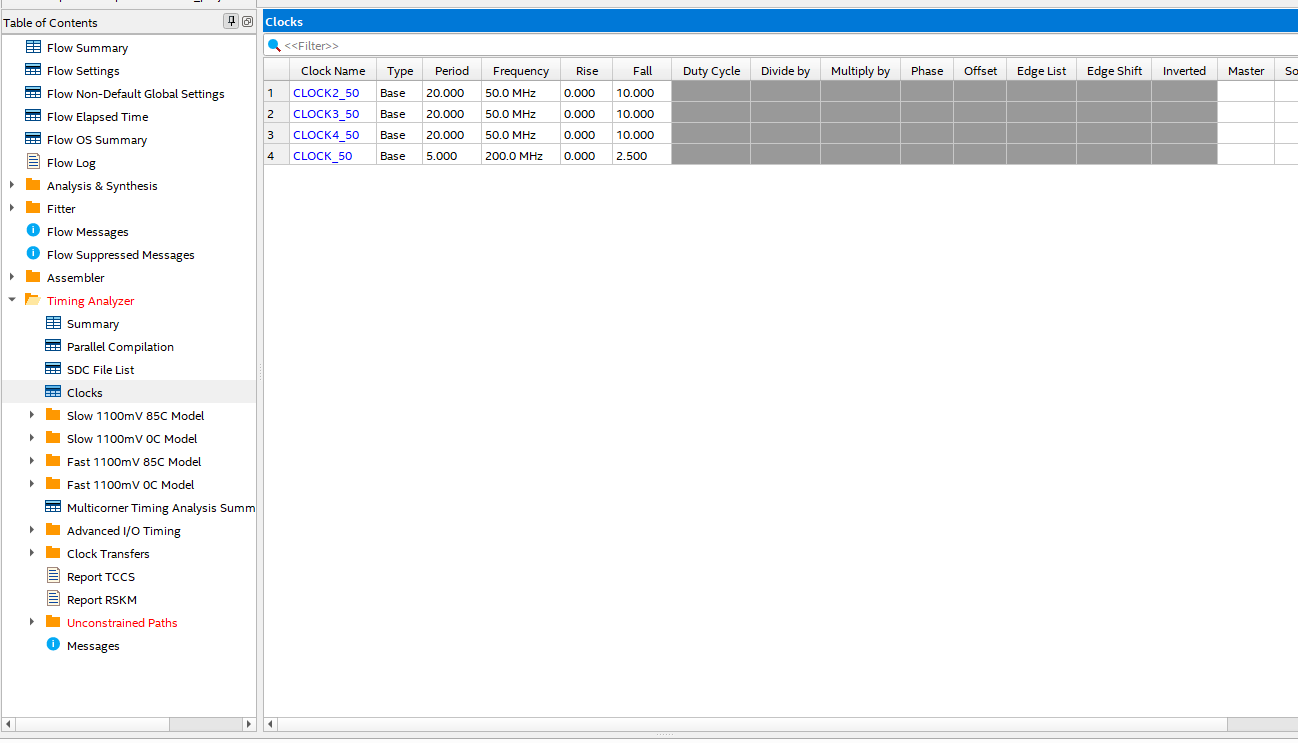 Table of Contents
Flow Summary
Flow Settings
Flow Non-Default Global Settings
Flow Elapsed Time
Flow OS Summary
Flow Log
Analysis & Synthesis
Fitter
Flow Messages
Flow Suppressed Messages
Assembler
Timing Analyzer
Summary
Parallel Compilation
SDC File List
Clocks
Slow 1100mV 85C Model
Slow 1100mV 0C Model
Fast 1100mV 85C Model
Fast 1100mV 0C Model
Multicorner Timing Analysis Summ
Advanced I/O Timing
Clock Transfers
Report TCCS
Report RSKM
Unconstrained Paths
Messages
Clocks
<<Filter>>
Clock Name Type Period Frequency Rise Fall Duty Cycle Divide by Multiply by Phase Offset Edge List Edge Shift Inverted Master So
1 CLOCK2_50 Base 20.000 50.0 MHz 0.000 10.000
2 CLOCK3_50 Base 20.000 50.0 MHz 0.000 10.000
3 CLOCK4_50 Base 20.000 50.0 MHz 0.000 10.000
4 CLOCK_50 Base 5.000 200.0 MHz 0.000 2.500